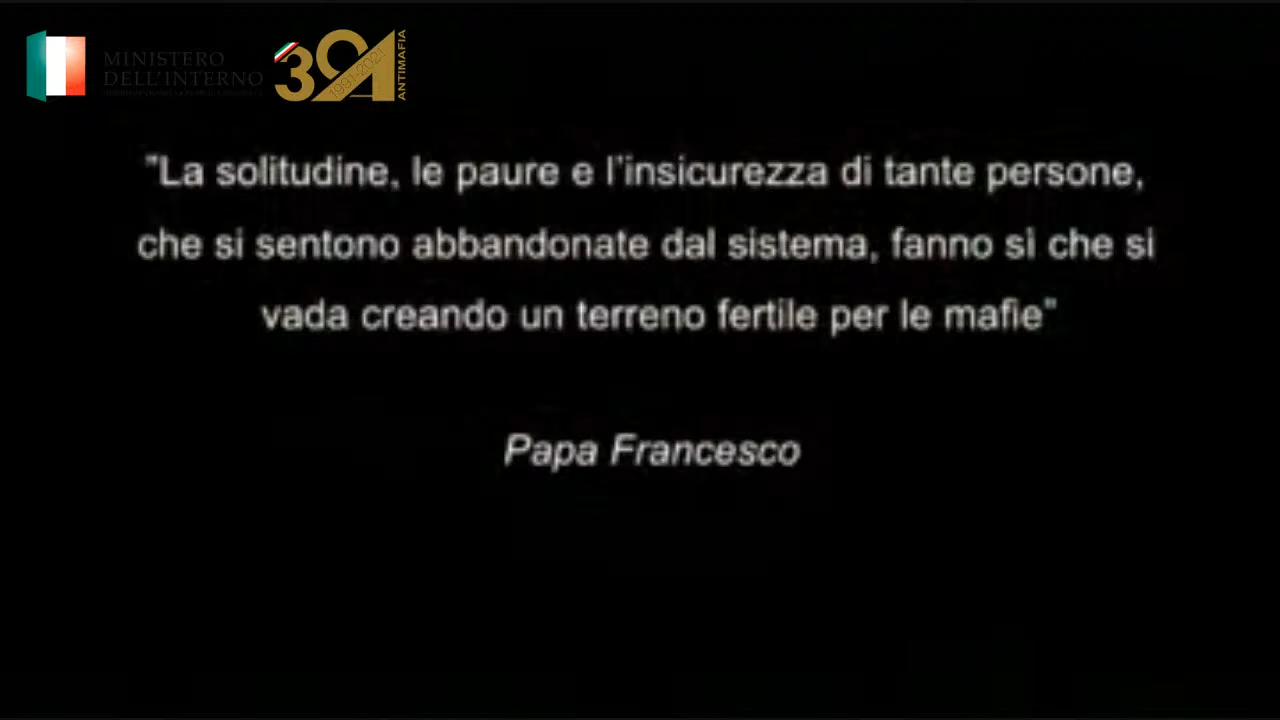 MINISTERO
DELL'INTERNO
30A
1991-2021
ANTIMAFIA
"La solitudine, le paure e l'insicurezza di tante persone,
che si sentono abbandonate dal sistema, fanno sì che si
vada creando un terreno fertile per le mafie"
Papa Francesco